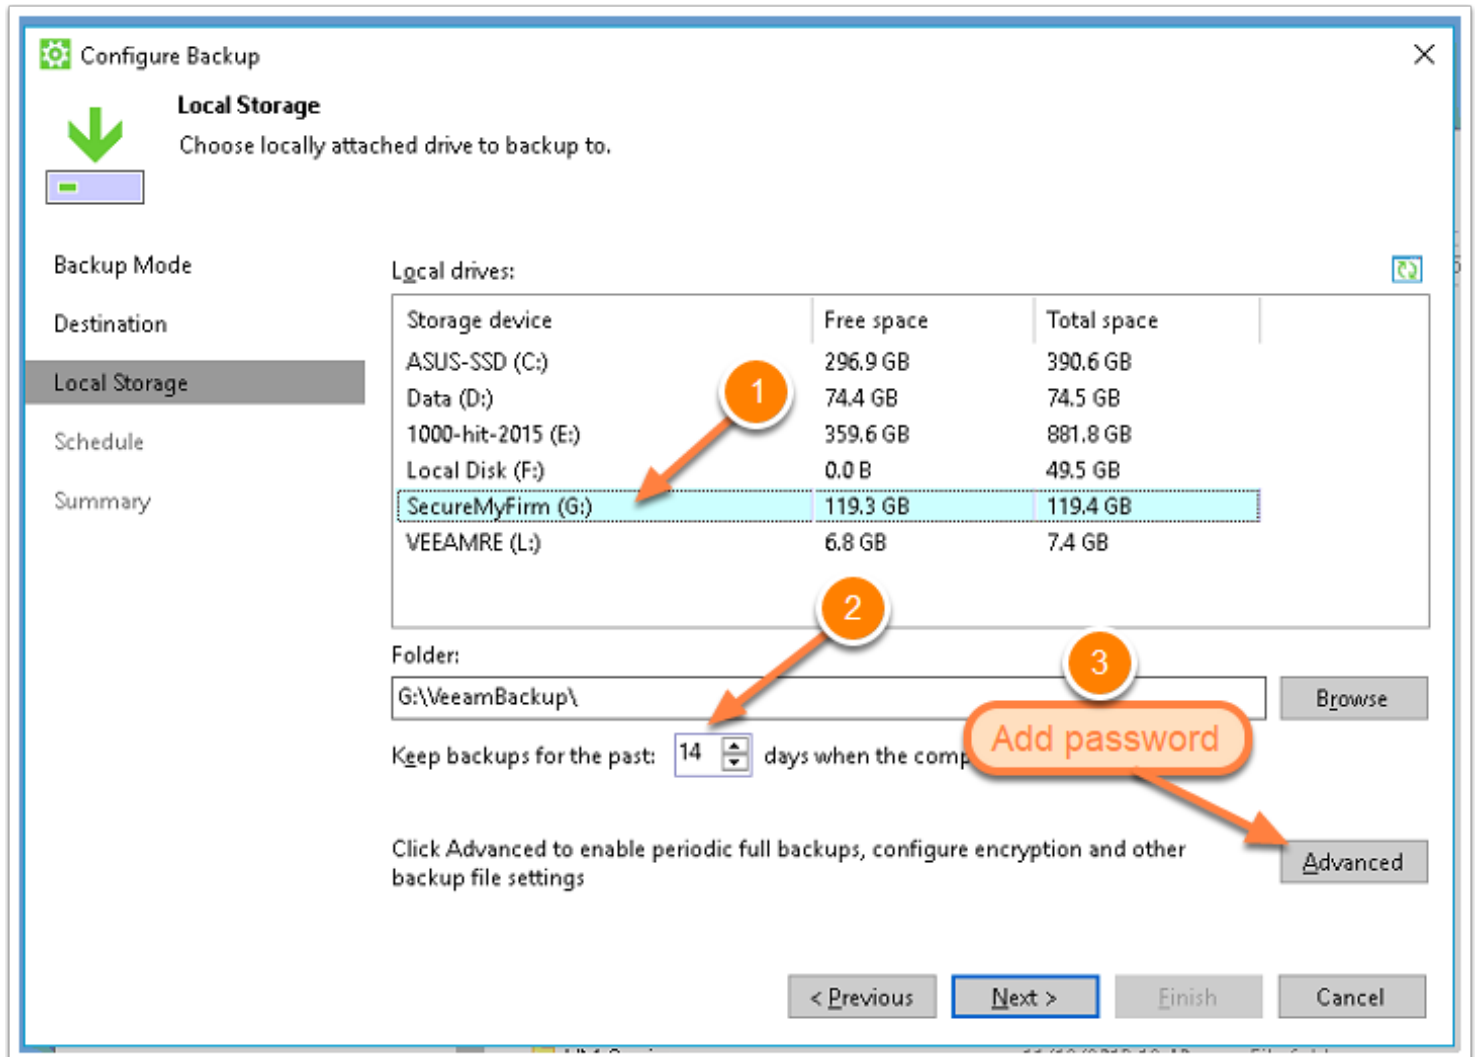 Configure Backup
Local Storage
Choose locally attached drive to backup to.
Backup Mode
Destination
Local Storage
Schedule
Summary
Local drives:
Storage device Free space Total space
ASUS-SSD (C:) 296.9 GB 390.6 GB
Data (D:) 74.4 GB 74.5 GB
1000-hit-2015 (E:) 359.6 GB 881.8 GB
Local Disk (F:) 0.0 B 49.5 GB
SecureMyFirm (G:) 119.3 GB 119.4 GB
VEEAMRE (L:) 6.8 GB 7.4 GB
1
2
3
Folder:
G:\VeeamBackup\
Browse
Add password
Keep backups for the past: 14 days when the comp
Click Advanced to enable periodic full backups, configure encryption and other
backup file settings
Advanced
< Previous Next > Finish Cancel